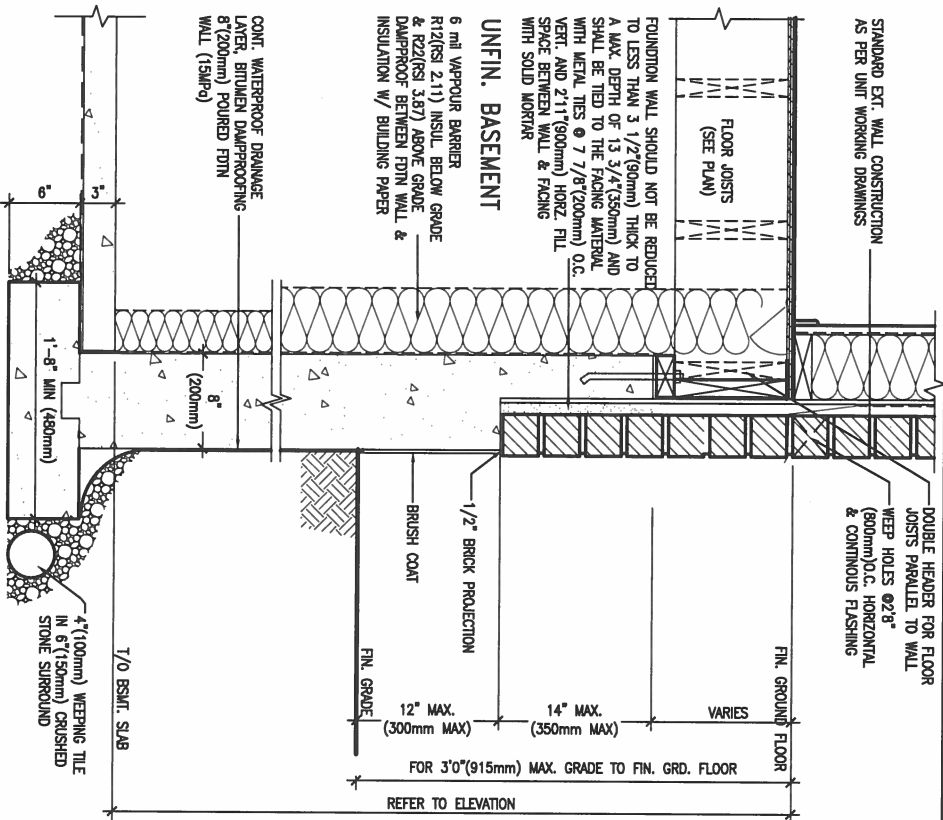 STANDARD EXT. WALL CONSTRUCTION
AS PER UNIT WORKING DRAWINGS
FLOOR JOISTS
(SEE PLAN)
FOUNDTION WALL SHOULD NOT BE REDUCED
TO LESS THAN 3 1/2"(90mm) THICK TO
A MAX. DEPTH OF 13 3/4"(350mm) AND
SHALL BE TIED TO THE FACING MATERIAL
WITH METAL TIES @ 7 7/8"(200mm) O.C.
VERT. AND 2'11"(900mm) HORZ. FILL
SPACE BETWEEN WALL & FACING
WITH SOLID MORTAR
UNFIN. BASEMENT
6 mil VAPPOUR BARRIER
R12(RSI 2.11) INSUL BELOW GRADE
& R22(RSI 3.87) ABOVE GRADE
DAMPPROOF BETWEEN FDTN WALL &
INSULATION W/ BUILDING PAPER
CONT. WATERPROOF DRAINAGE
LAYER, BITUMEN DAMPPROOFING
8"(200mm) POURED FDTN
WALL (15MPa)
6"
3"
1'-8" MIN (480mm)
8"
(200mm)
DOUBLE HEADER FOR FLOOR
JOISTS PARALLEL TO WALL
WEEP HOLES @2'8"
(800mm)O.C. HORIZONTAL
& CONTINOUS FLASHING
1/2" BRICK PROJECTION
BRUSH COAT
4"(100mm) WEEPING TILE
IN 6"(150mm) CRUSHED
STONE SURROUND
FIN. GROUND FLOOR
FIN. GRADE
T/O BSMT. SLAB
VARIES
14" MAX.
(350mm MAX)
12" MAX.
(300mm MAX)
FOR 3'0"(915mm) MAX. GRADE TO FIN. GRD. FLOOR
REFER TO ELEVATION